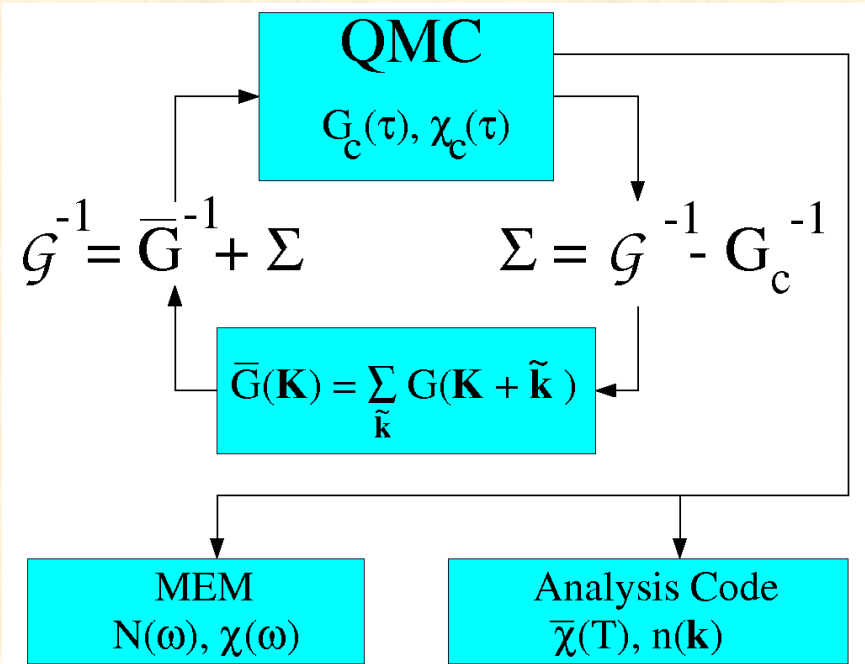 QMC
G_c(τ), χ_c(τ)
𝒢^-1 = G̅^-1 + Σ
Σ = 𝒢^-1 - G_c^-1
G̅(K) = Σ_k̃ G(K + k̃ )
MEM
N(ω), χ(ω)
Analysis Code
χ̅(T), n(k)